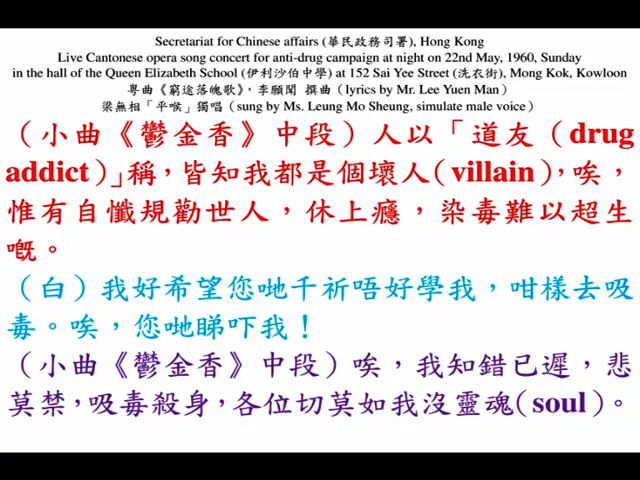 Secretariat for Chinese affairs (華民政務司署), Hong Kong
Live Cantonese opera song concert for anti-drug campaign at night on 22nd May, 1960, Sunday
in the hall of the Queen Elizabeth School (伊利沙伯中學) at 152 Sai Yee Street (洗衣街), Mong Kok, Kowloon
粵曲《窮途落魄歌》，李願聞 撰曲 (lyrics by Mr. Lee Yuen Man)
梁無相「平喉」獨唱 (sung by Ms. Leung Mo Sheung, simulate male voice)
（小曲《鬱金香》中段）人以「道友（drug
addict）」稱，皆知我都是個壞人（villain），唉，
惟有自懺規勸世人，休上癮，染毒難以超生
嘅。
（白）我好希望您哋千祈唔好學我，咁樣去吸
毒。唉，您哋睇吓我！
（小曲《鬱金香》中段）唉，我知錯已遲，悲
莫禁，吸毒殺身，各位切莫如我沒靈魂（soul）。